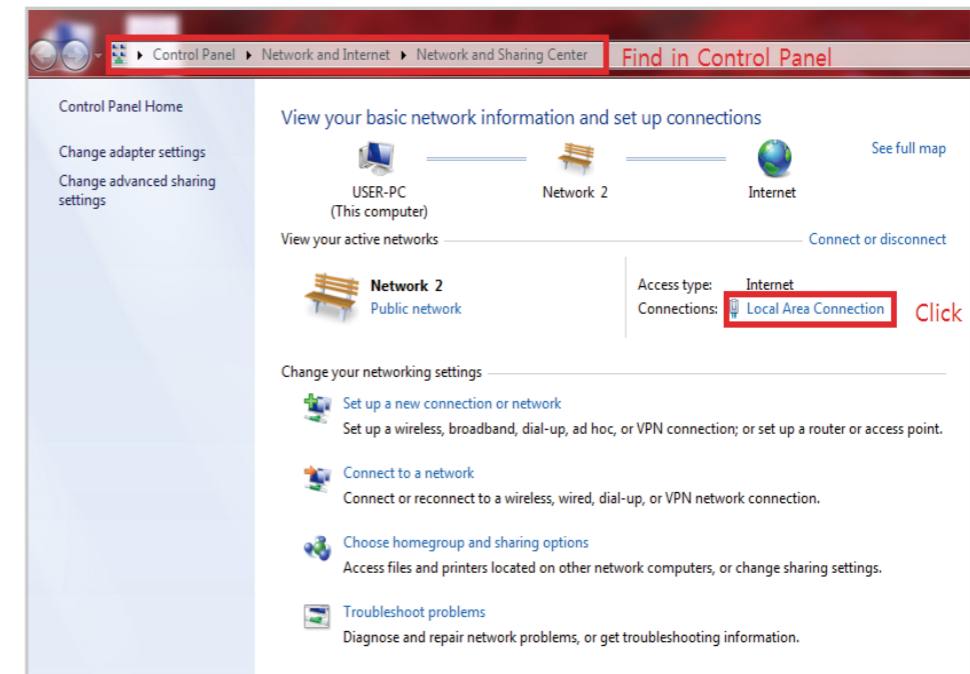 Control Panel Network and Internet Network and Sharing Center Find in Control Panel
Control Panel Home
Change adapter settings
Change advanced sharing
settings
View your basic network information and set up connections
See full map
USER-PC
(This computer)
Network 2
Internet
View your active networks
Connect or disconnect
Network 2
Public network
Access type: Internet
Connections: Local Area Connection Click
Change your networking settings
Set up a new connection or network
Set up a wireless, broadband, dial-up, ad hoc, or VPN connection; or set up a router or access point.
Connect to a network
Connect or reconnect to a wireless, wired, dial-up, or VPN network connection.
Choose homegroup and sharing options
Access files and printers located on other network computers, or change sharing settings.
Troubleshoot problems
Diagnose and repair network problems, or get troubleshooting information.